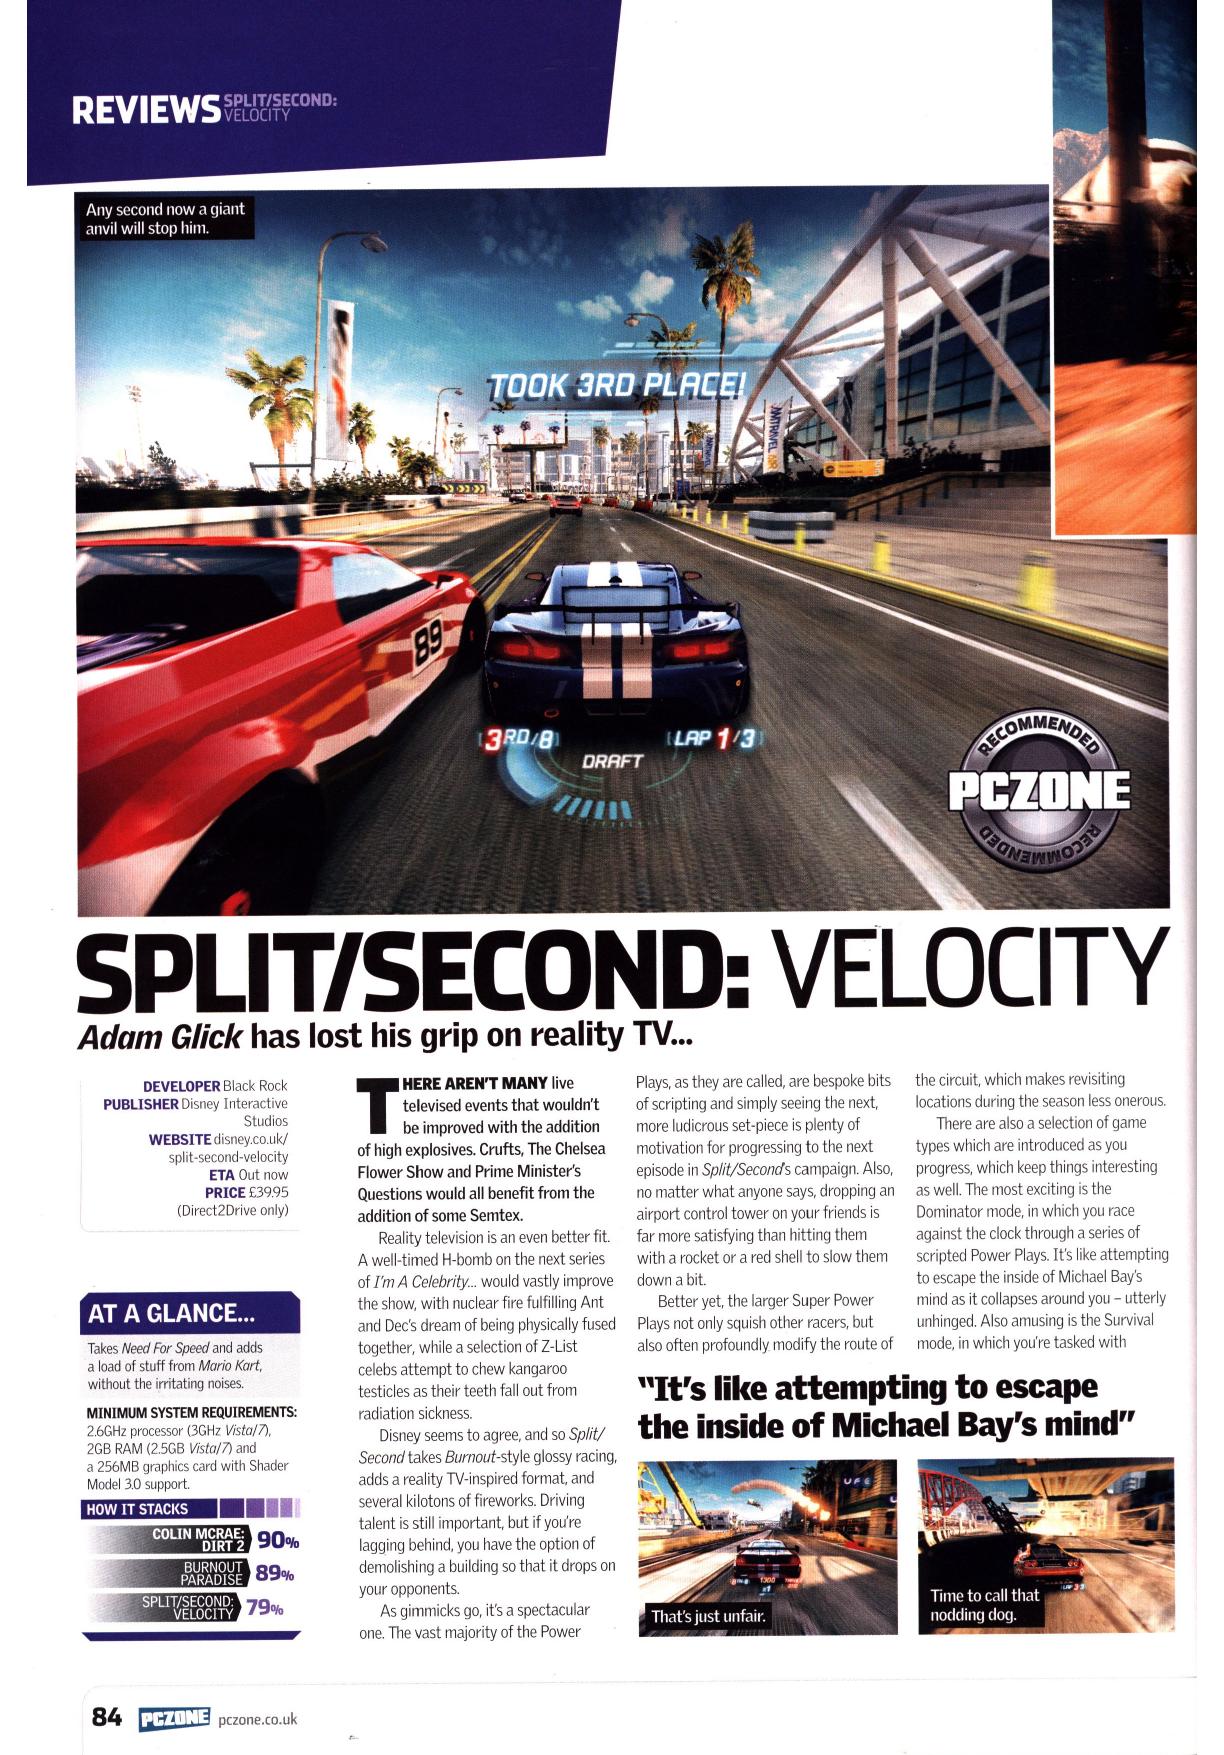 REVIEWS SPLIT/SECOND:
VELOCITY
Any second now a giant
anvil will stop him.
TOOK 3RD PLACE!
89
3RD/8
LAP 1/3
DRAFT
RECOMMENDED
PCZONE
RECOMMENDED
SPLIT/SECOND: VELOCITY
Adam Glick has lost his grip on reality TV...
DEVELOPER Black Rock
PUBLISHER Disney Interactive
Studios
WEBSITE disney.co.uk/
split-second-velocity
ETA Out now
PRICE £39.95
(Direct2Drive only)
AT A GLANCE...
Takes Need For Speed and adds
a load of stuff from Mario Kart,
without the irritating noises.
MINIMUM SYSTEM REQUIREMENTS:
2.6GHz processor (3GHz Vista/7),
2GB RAM (2.5GB Vista/7) and
a 256MB graphics card with Shader
Model 3.0 support.
HOW IT STACKS
COLIN MCRAE:
DIRT 2 90%
BURNOUT
PARADISE 89%
SPLIT/SECOND:
VELOCITY 79%
THERE AREN'T MANY live
televised events that wouldn't
be improved with the addition
of high explosives. Crufts, The Chelsea
Flower Show and Prime Minister's
Questions would all benefit from the
addition of some Semtex.
Reality television is an even better fit.
A well-timed H-bomb on the next series
of I'm A Celebrity... would vastly improve
the show, with nuclear fire fulfilling Ant
and Dec's dream of being physically fused
together, while a selection of Z-List
celebs attempt to chew kangaroo
testicles as their teeth fall out from
radiation sickness.
Disney seems to agree, and so Split/
Second takes Burnout-style glossy racing,
adds a reality TV-inspired format, and
several kilotons of fireworks. Driving
talent is still important, but if you're
lagging behind, you have the option of
demolishing a building so that it drops on
your opponents.
As gimmicks go, it's a spectacular
one. The vast majority of the Power
Plays, as they are called, are bespoke bits
of scripting and simply seeing the next,
more ludicrous set-piece is plenty of
motivation for progressing to the next
episode in Split/Second's campaign. Also,
no matter what anyone says, dropping an
airport control tower on your friends is
far more satisfying than hitting them
with a rocket or a red shell to slow them
down a bit.
Better yet, the larger Super Power
Plays not only squish other racers, but
also often profoundly modify the route of
the circuit, which makes revisiting
locations during the season less onerous.
There are also a selection of game
types which are introduced as you
progress, which keep things interesting
as well. The most exciting is the
Dominator mode, in which you race
against the clock through a series of
scripted Power Plays. It's like attempting
to escape the inside of Michael Bay's
mind as it collapses around you – utterly
unhinged. Also amusing is the Survival
mode, in which you're tasked with
"It's like attempting to escape
the inside of Michael Bay's mind"
That's just unfair.
Time to call that
nodding dog.
84 PCZONE pczone.co.uk